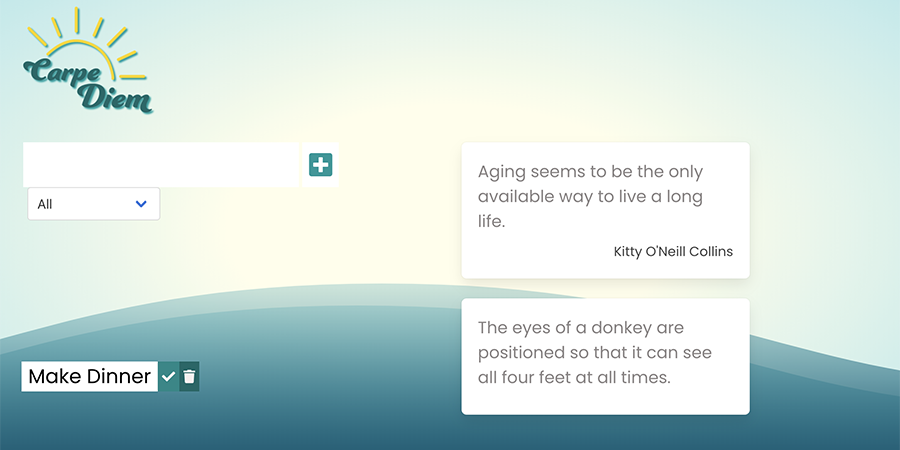 Carpe
Diem
All
Make Dinner
Aging seems to be the only
available way to live a long
life.
Kitty O'Neill Collins
The eyes of a donkey are
positioned so that it can see
all four feet at all times.